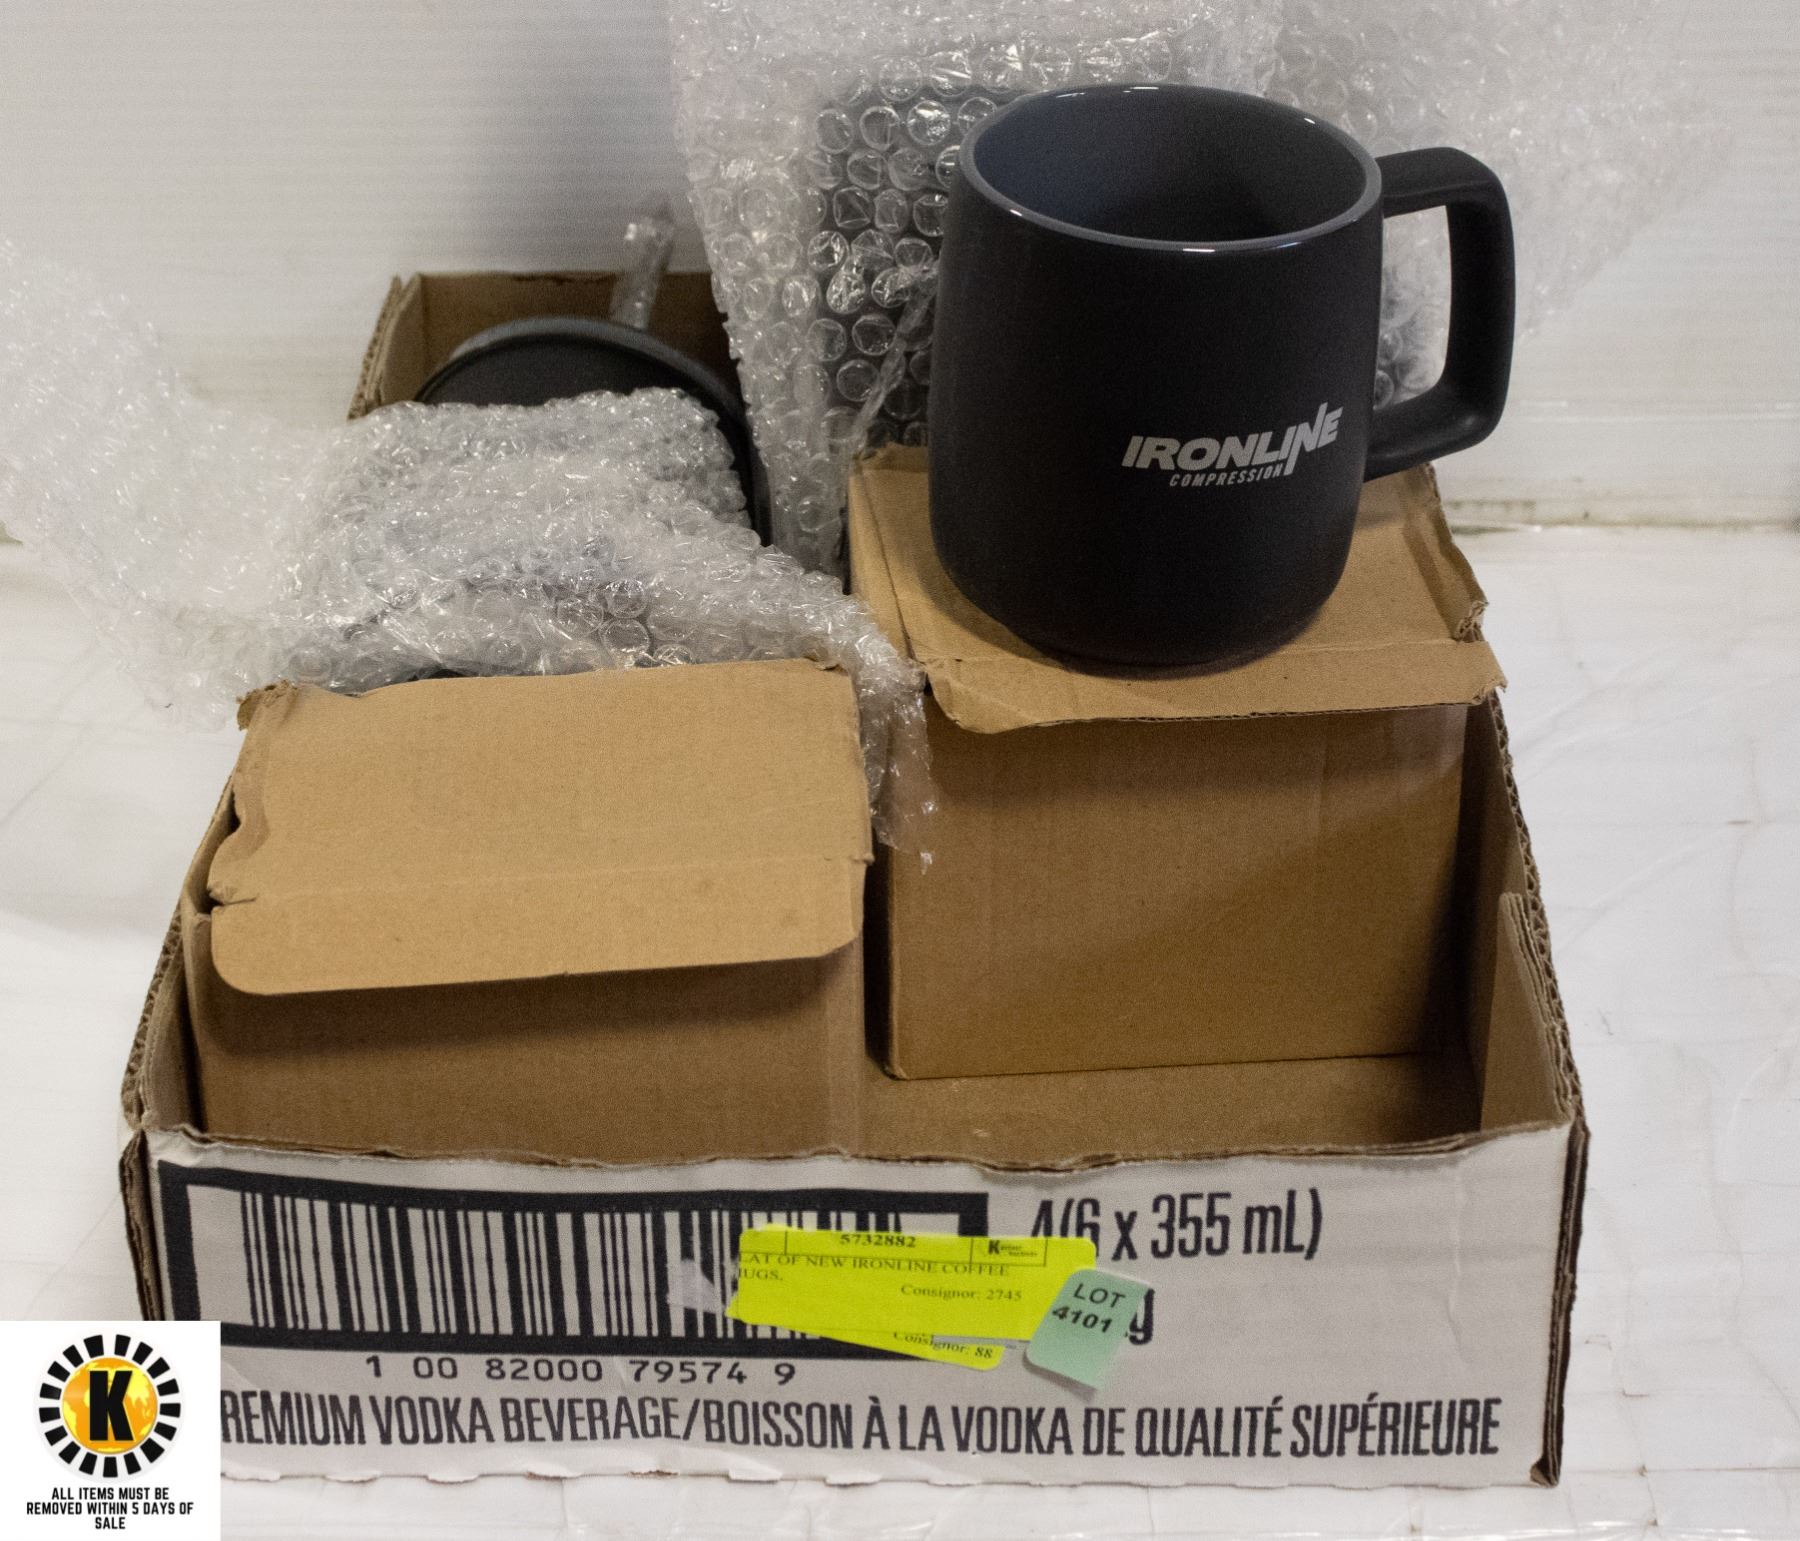 IRONLINE
COMPRESSION
4(6 x 355 mL)
5732882
LAT OF NEW IRONLINE COFFEE
UGS,
Consignor: 2745
LOT
4101
Consignor: 88
1 00 82000 79574 9
REMIUM VODKA BEVERAGE/BOISSON À LA VODKA DE QUALITÉ SUPÉRIEURE
K
ALL ITEMS MUST BE
REMOVED WITHIN 5 DAYS OF
SALE